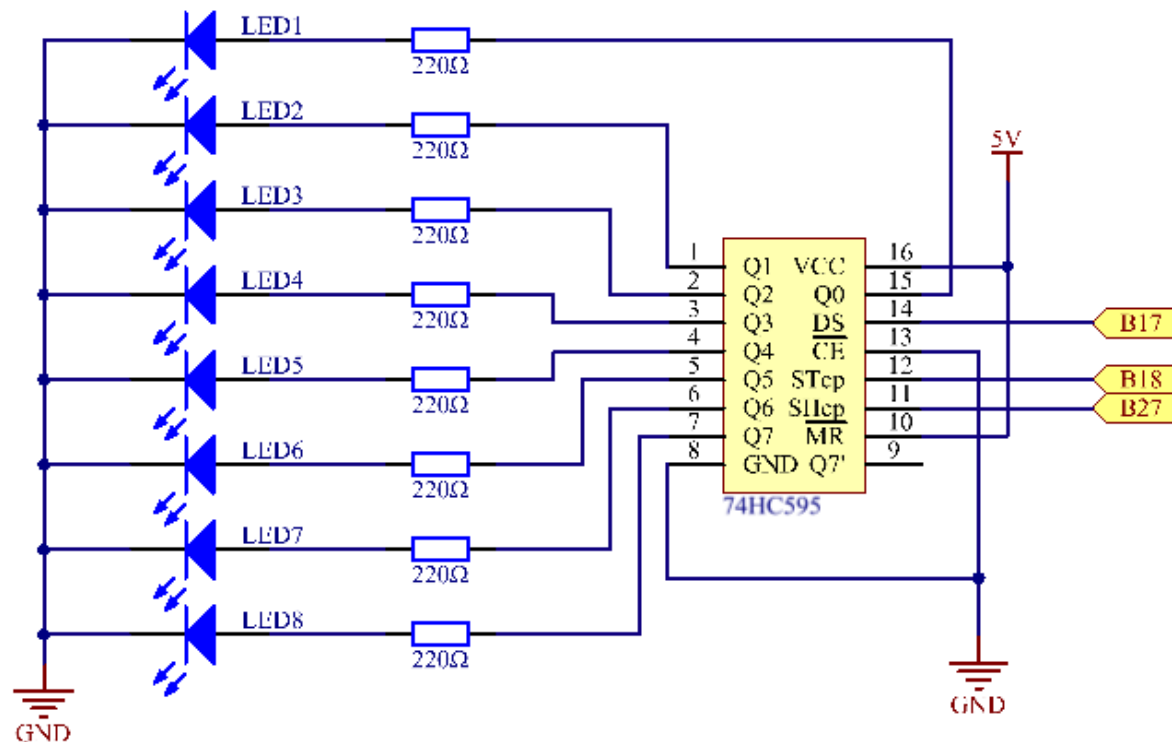 LED1
220Ω
LED2
220Ω
5V
LED3
220Ω
1 Q1 VCC 16
2 Q2 Q0 15
LED4
220Ω
3 Q3 DS 14 B17
4 Q4 CE 13
LED5
220Ω
5 Q5 STcp 12 B18
6 Q6 SHcp 11 B27
7 Q7 MR 10
8 GND Q7' 9
LED6
220Ω
74HC595
LED7
220Ω
LED8
220Ω
GND
GND